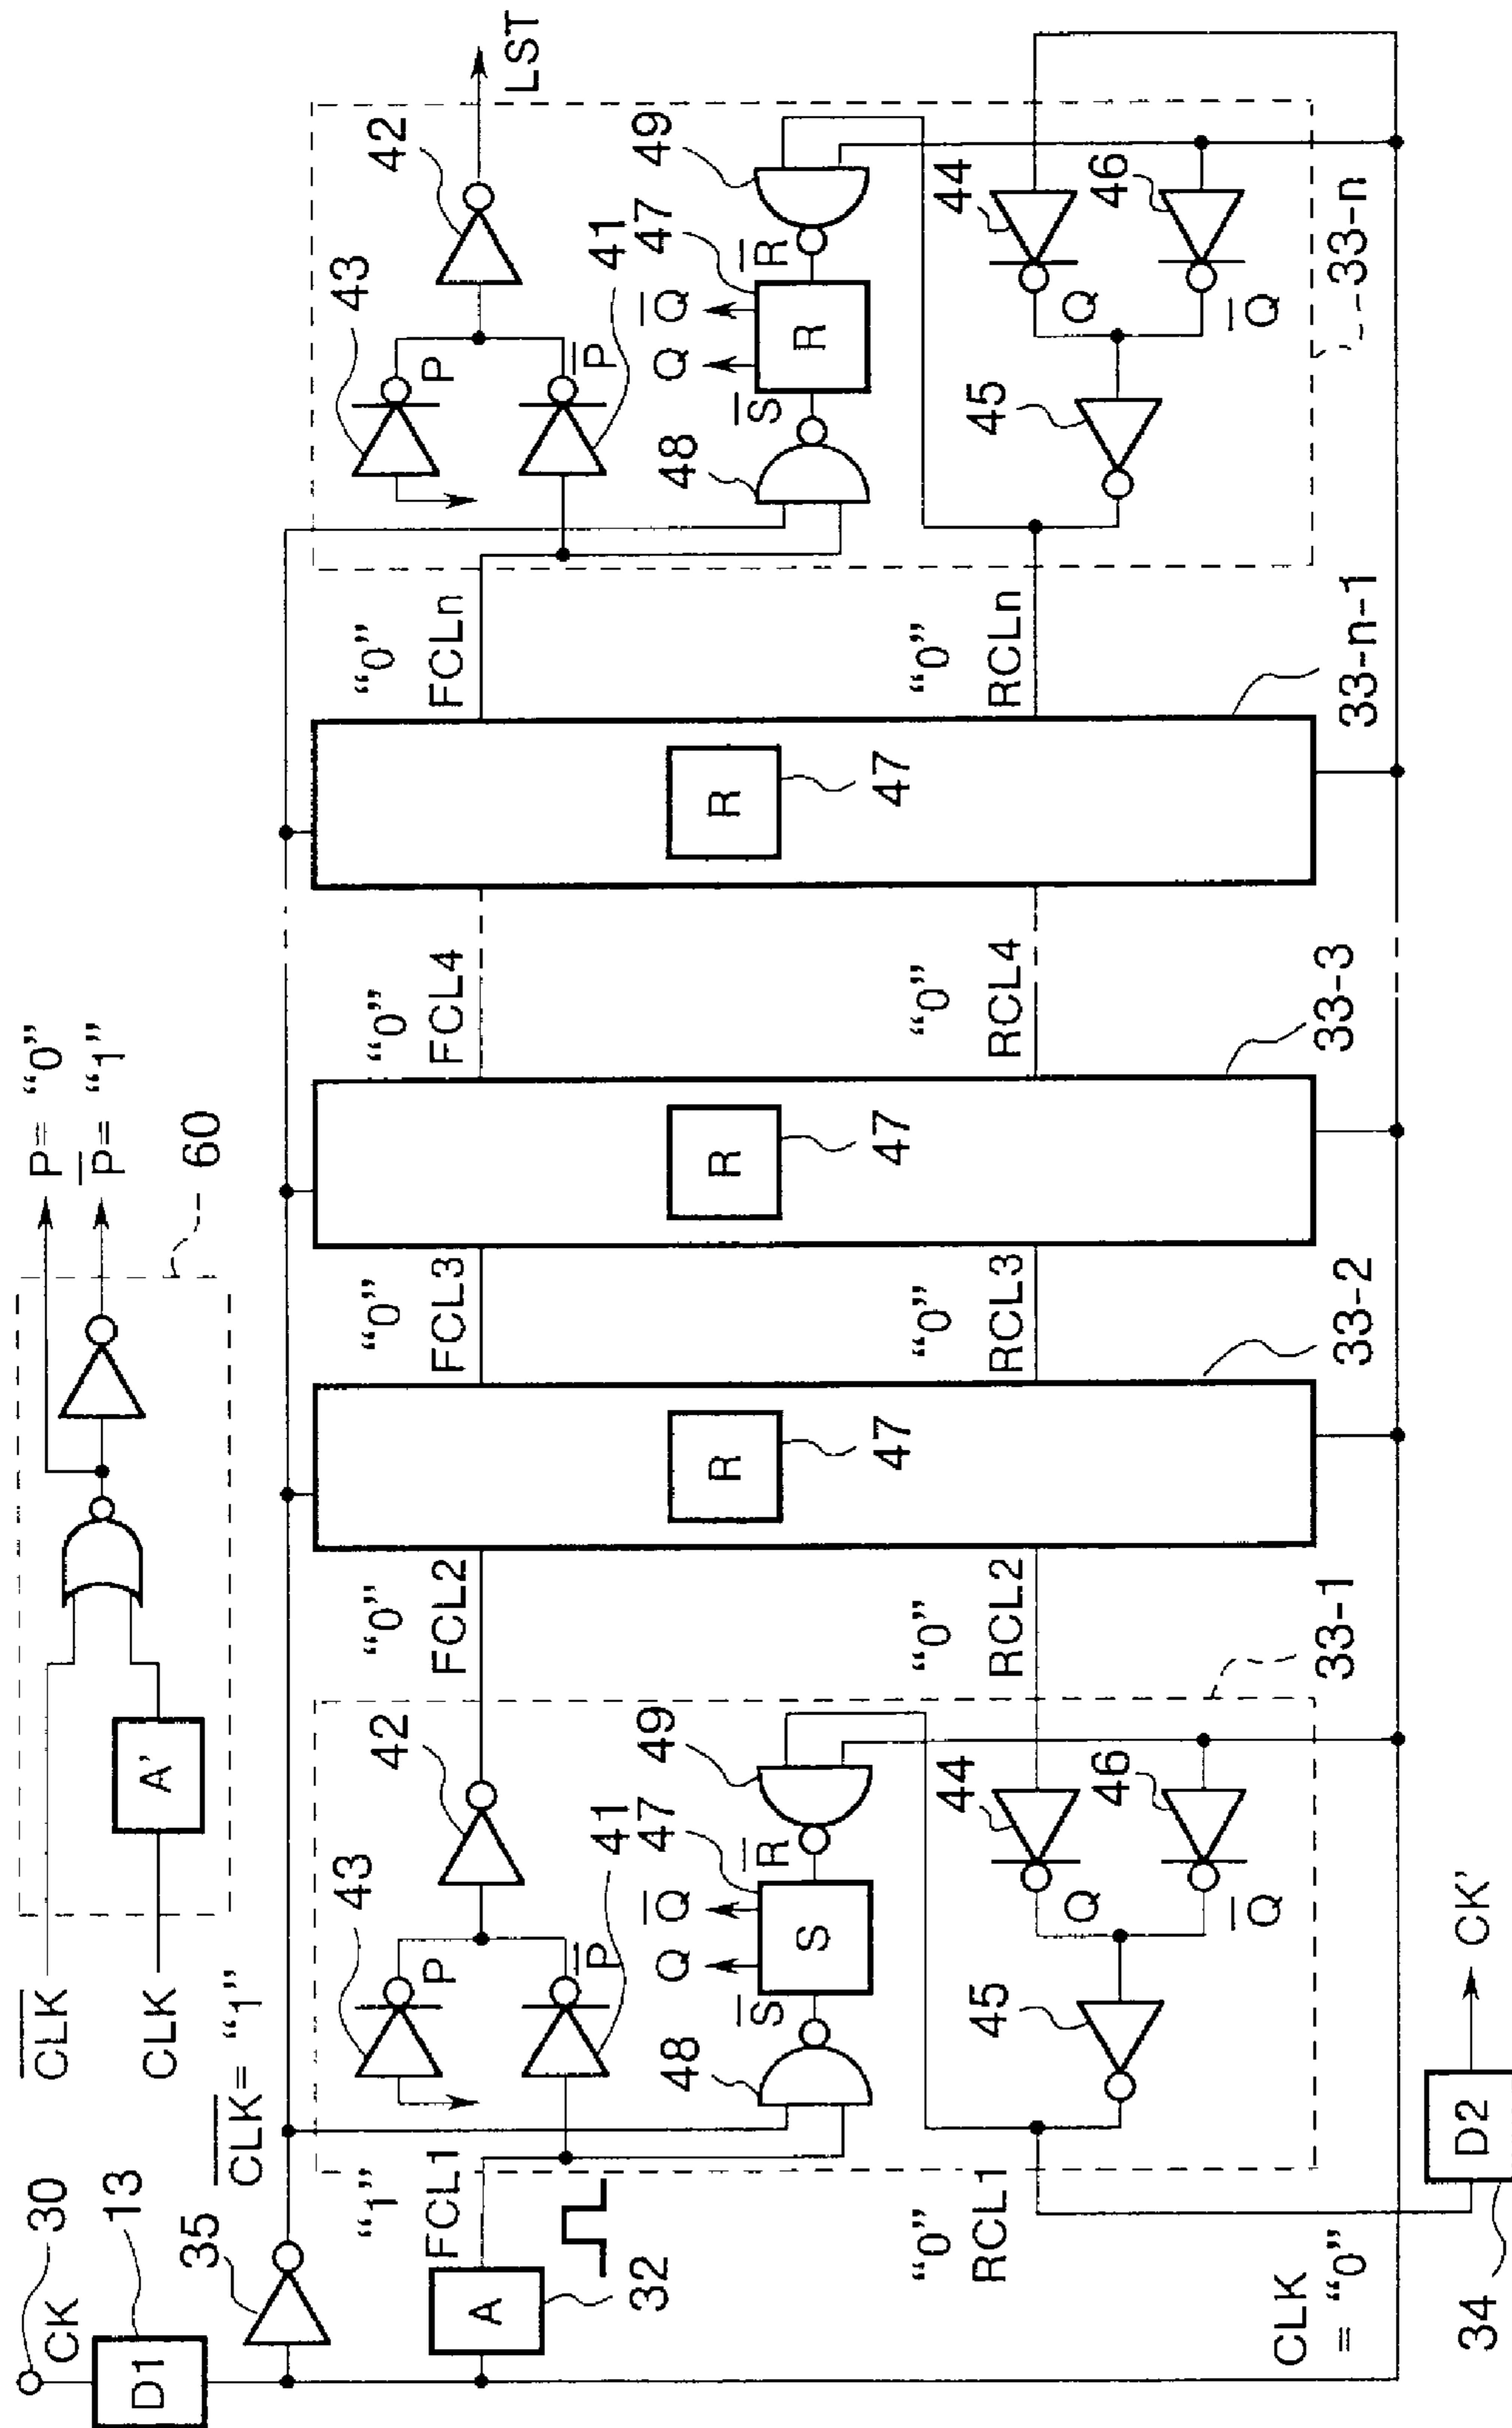 30
CK
13
D1
35
C̅L̅K̅
CLK
A'
60
P= “0”
P̅= “1”
C̅L̅K̅= “1”
“1”
FCL1
A
32
“0”
RCL1
CLK
= “0”
34
D2
CK'
43
P
42
P̅
41
47
Q
Q̅
48
S̅
S
R̅
49
44
Q
46
Q̅
45
33-1
“0”
FCL2
“0”
RCL2
R
47
33-2
“0”
FCL3
“0”
RCL3
R
47
33-3
“0”
FCL4
“0”
RCL4
R
47
33-n-1
“0”
FCLn
“0”
RCLn
43
P
42
LST
P̅
41
47
Q
Q̅
48
S̅
R
R̅
49
44
Q
46
Q̅
45
33-n